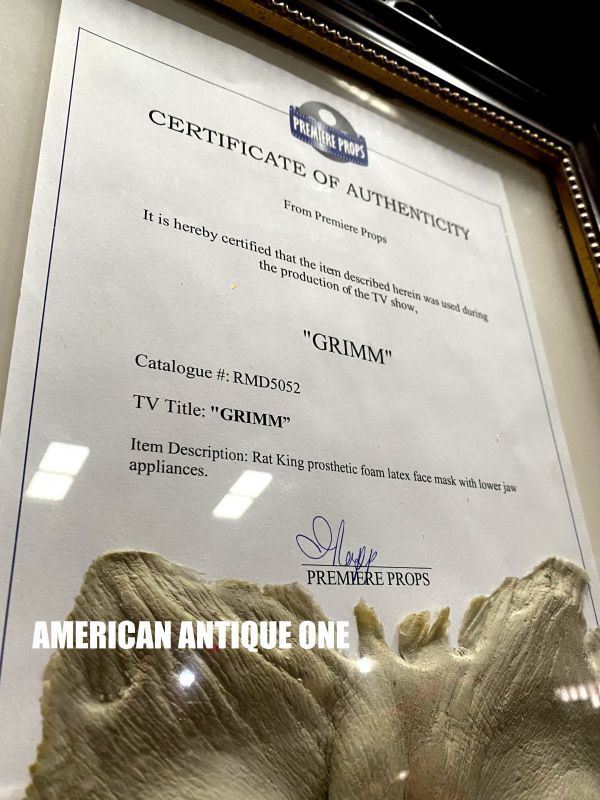 PREMIERE PROPS
CERTIFICATE OF AUTHENTICITY
From Premiere Props
It is hereby certified that the item described herein was used during
the production of the TV show,
"GRIMM"
Catalogue #: RMD5052
TV Title: "GRIMM”
Item Description: Rat King prosthetic foam latex face mask with lower jaw
appliances.
PREMIERE PROPS
AMERICAN ANTIQUE ONE